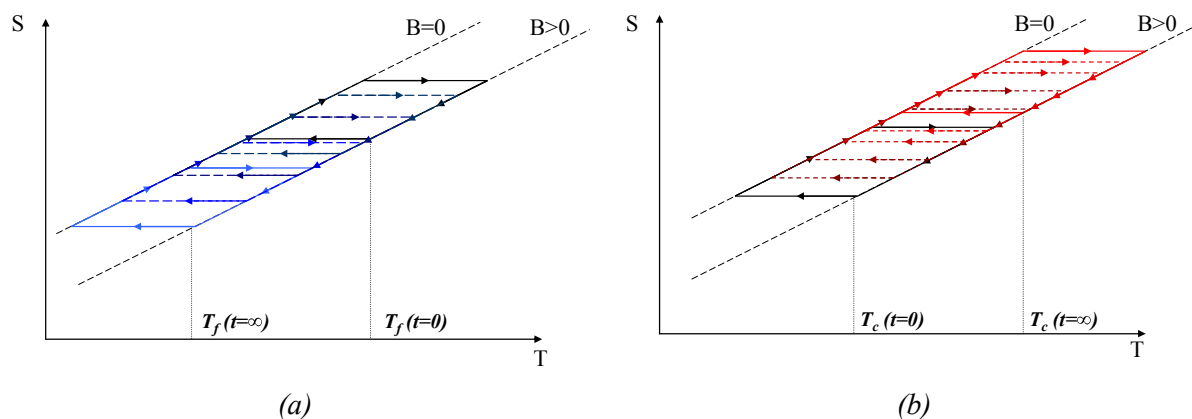 S
B=0
B>0
T_f (t=∞)
T_f (t=0)
T
(a)
S
B=0
B>0
T_c (t=0)
T_c (t=∞)
T
(b)